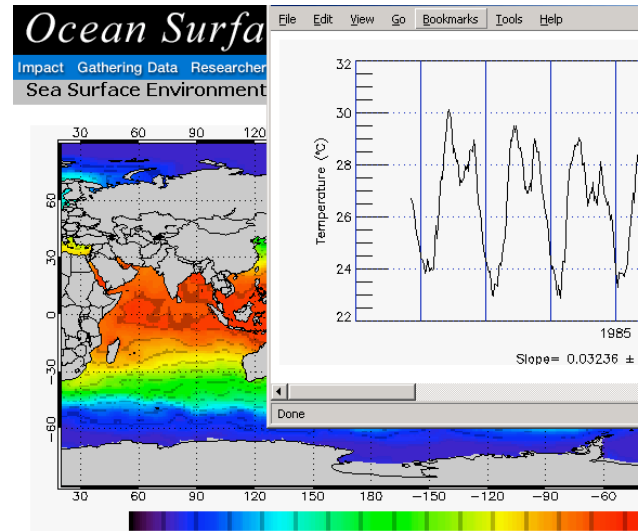 Ocean Surfa
Impact Gathering Data Researcher
Sea Surface Environment
File Edit View Go Bookmarks Tools Help
32
30
28
26
24
22
Temperature (°C)
1985
Slope= 0.03236 ±
Done
30 60 90 120
60
30
0
−30
−60
30 60 90 120 150 180 −150 −120 −90 −60